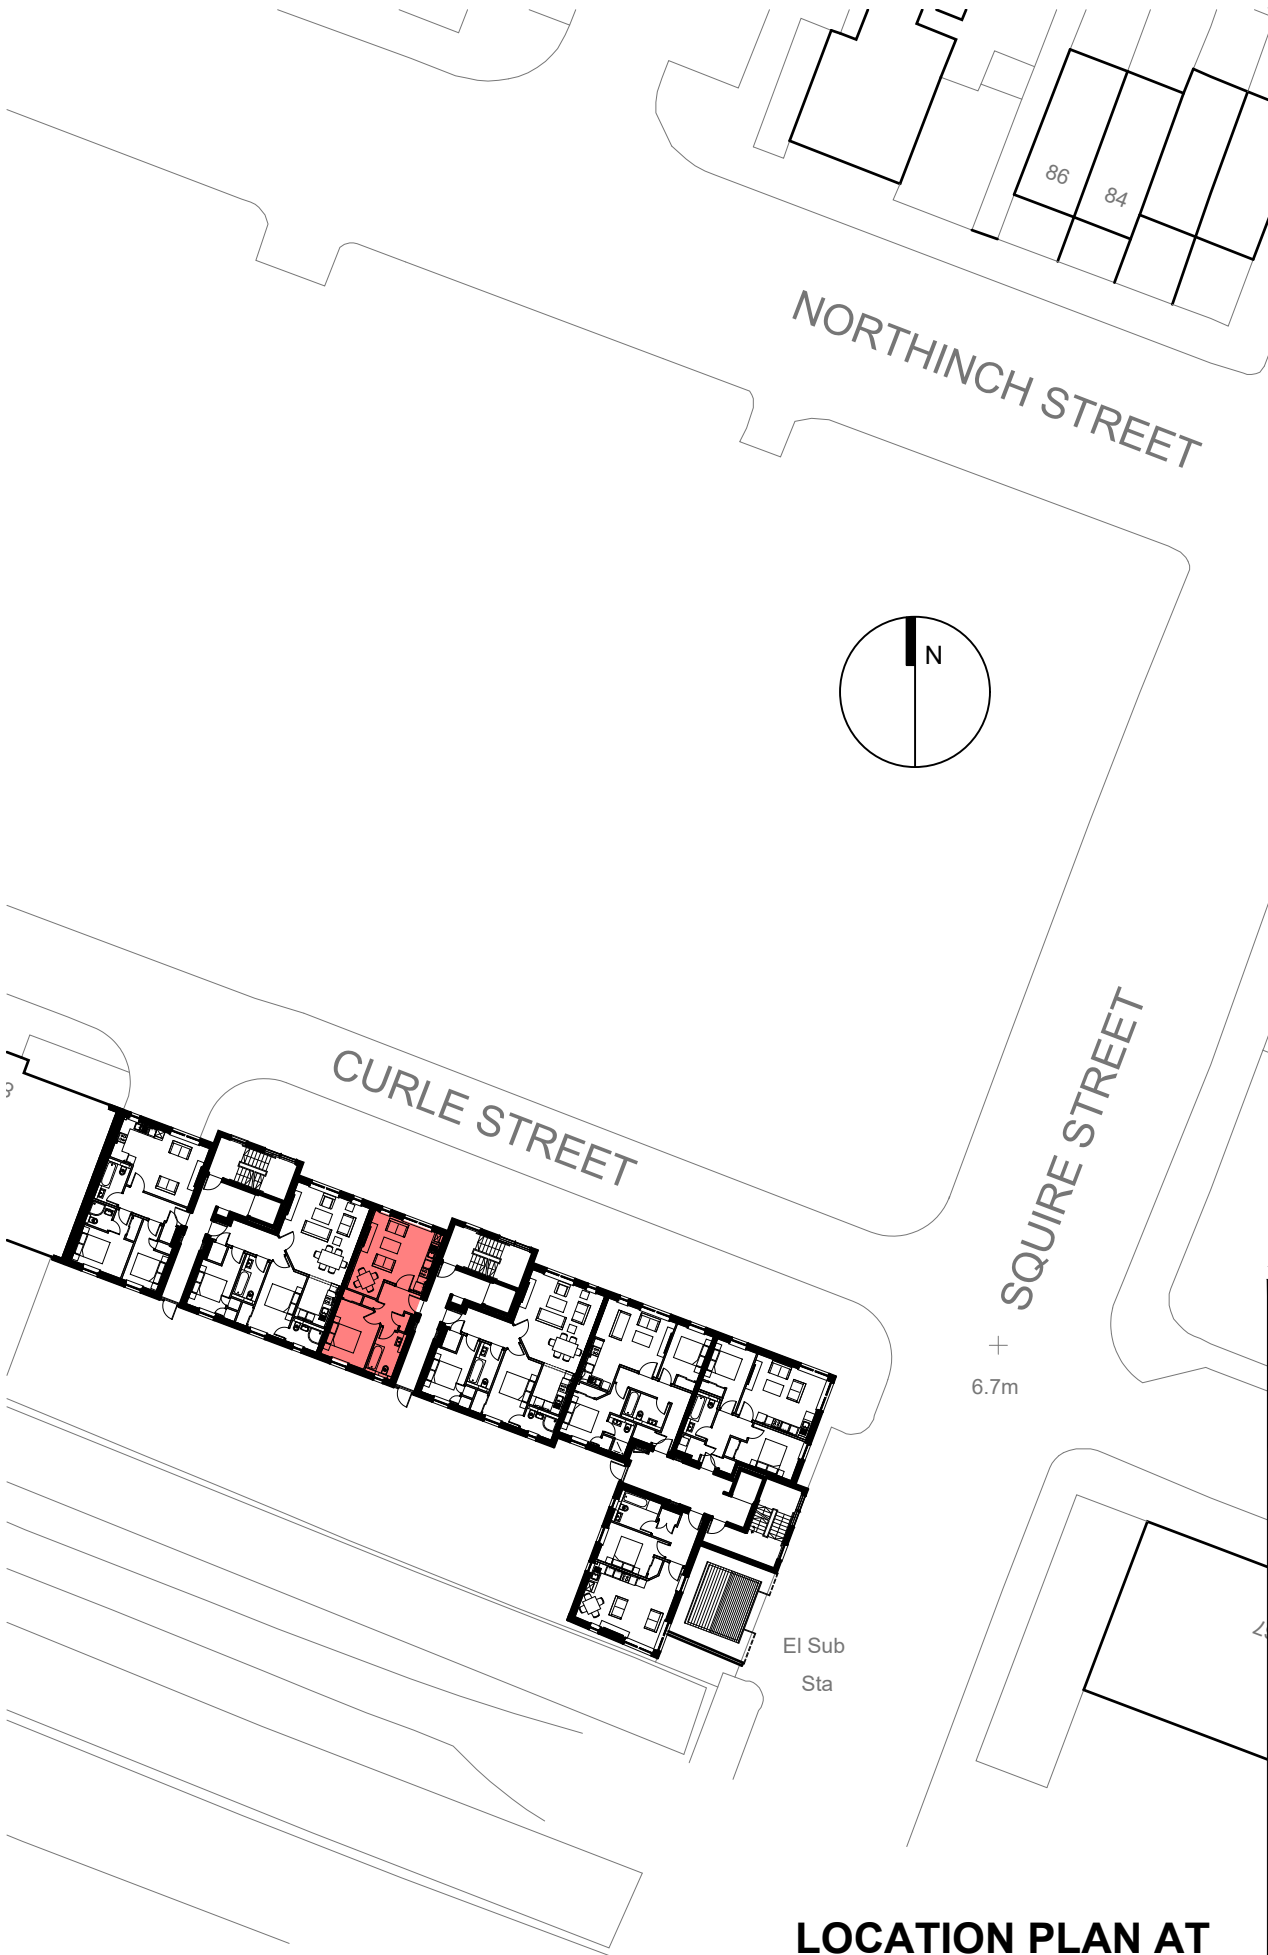 86
84
NORTHINCH STREET
N
CURLE STREET
SQUIRE STREET
6.7m
El Sub
Sta
LOCATION PLAN AT